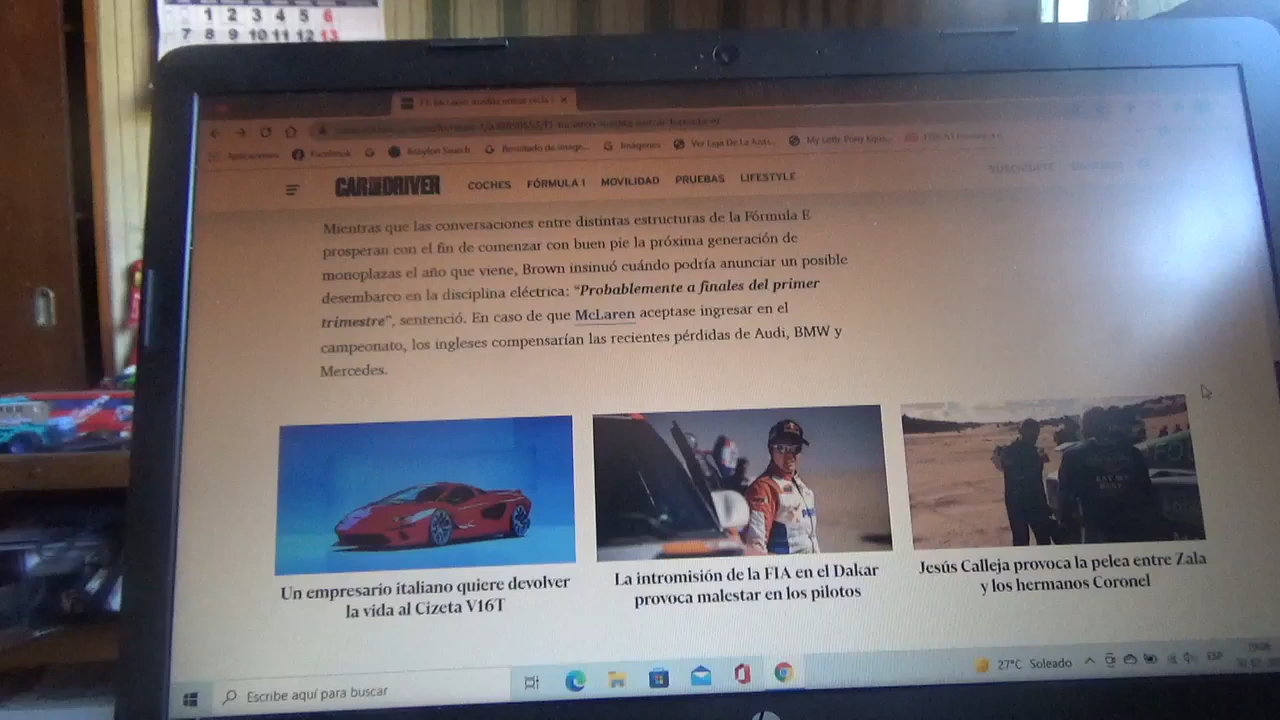 1 2 3 4 5 6
7 8 9 10 11 12 13
Facebook
Resultado de image...
Imágenes
CAR AND DRIVER
COCHES FÓRMULA 1 MOVILIDAD PRUEBAS LIFESTYLE
Mientras que las conversaciones entre distintas estructuras de la Fórmula E
prosperan con el fin de comenzar con buen pie la próxima generación de
monoplazas el año que viene, Brown insinuó cuándo podría anunciar un posible
desembarco en la disciplina eléctrica: “Probablemente a finales del primer
trimestre”, sentenció. En caso de que McLaren aceptase ingresar en el
campeonato, los ingleses compensarían las recientes pérdidas de Audi, BMW y
Mercedes.
Un empresario italiano quiere devolver
la vida al Cizeta V16T
La intromisión de la FIA en el Dakar
provoca malestar en los pilotos
Jesús Calleja provoca la pelea entre Zala
y los hermanos Coronel
Escribe aquí para buscar
27°C Soleado
ESP
hp